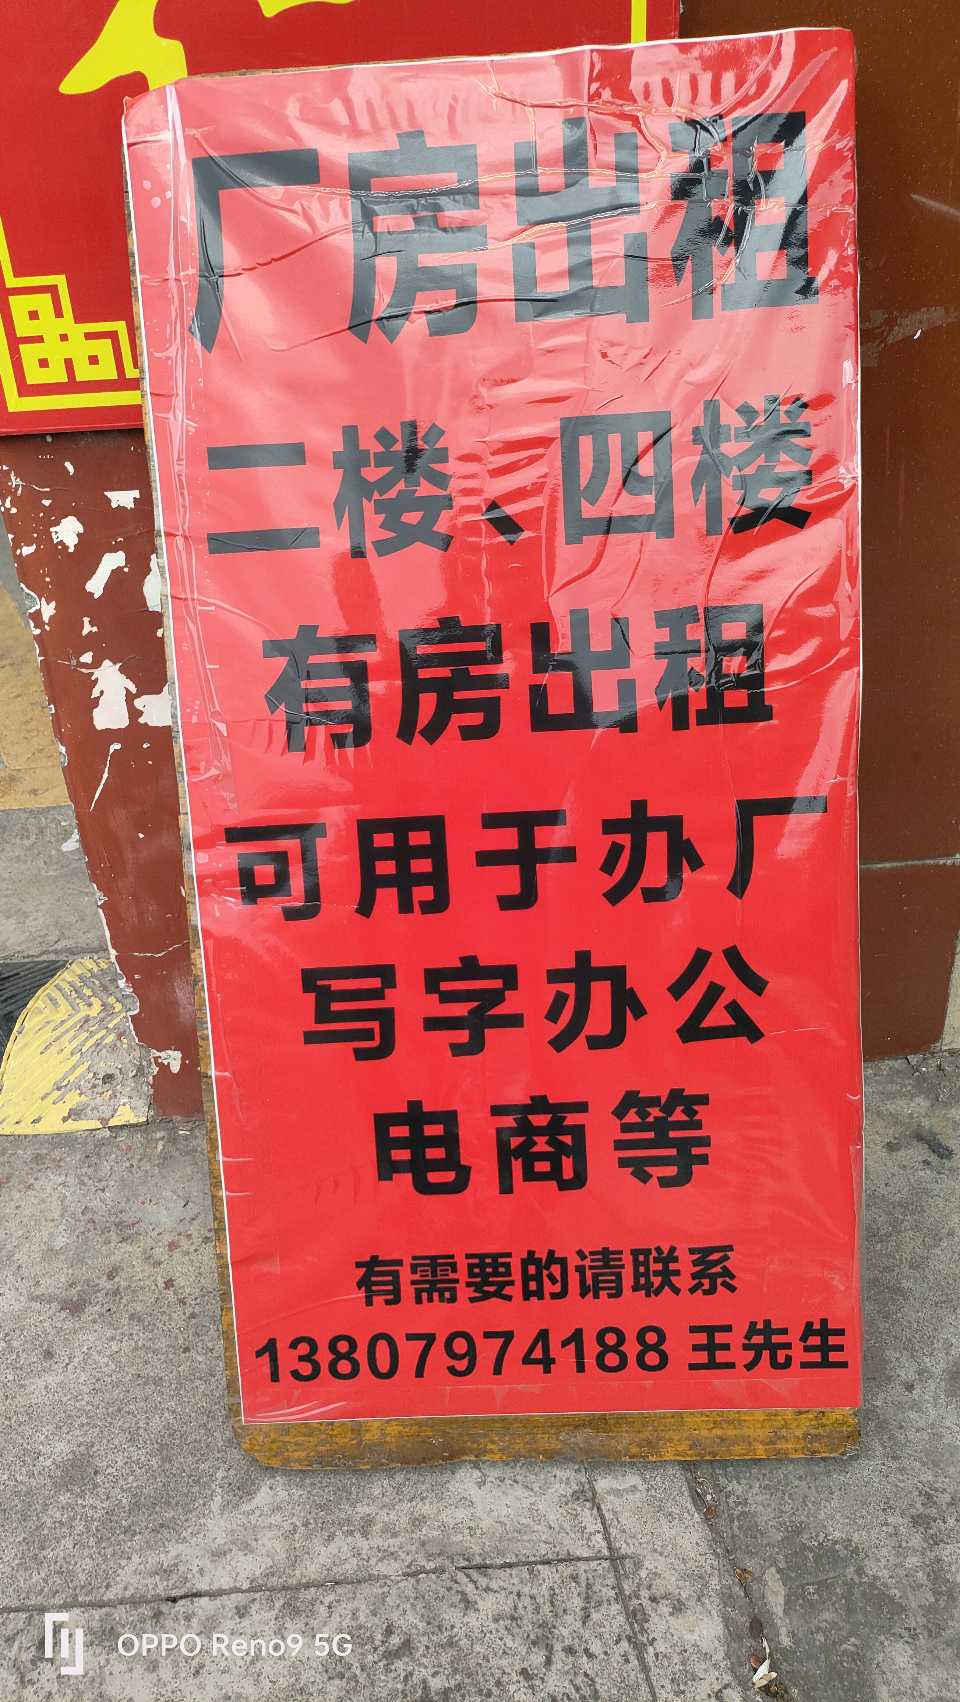 厂房出租
二楼、四楼
有房出租
可用于办厂
写字办公
电商等
有需要的请联系
13807974188 王先生
OPPO Reno9 5G